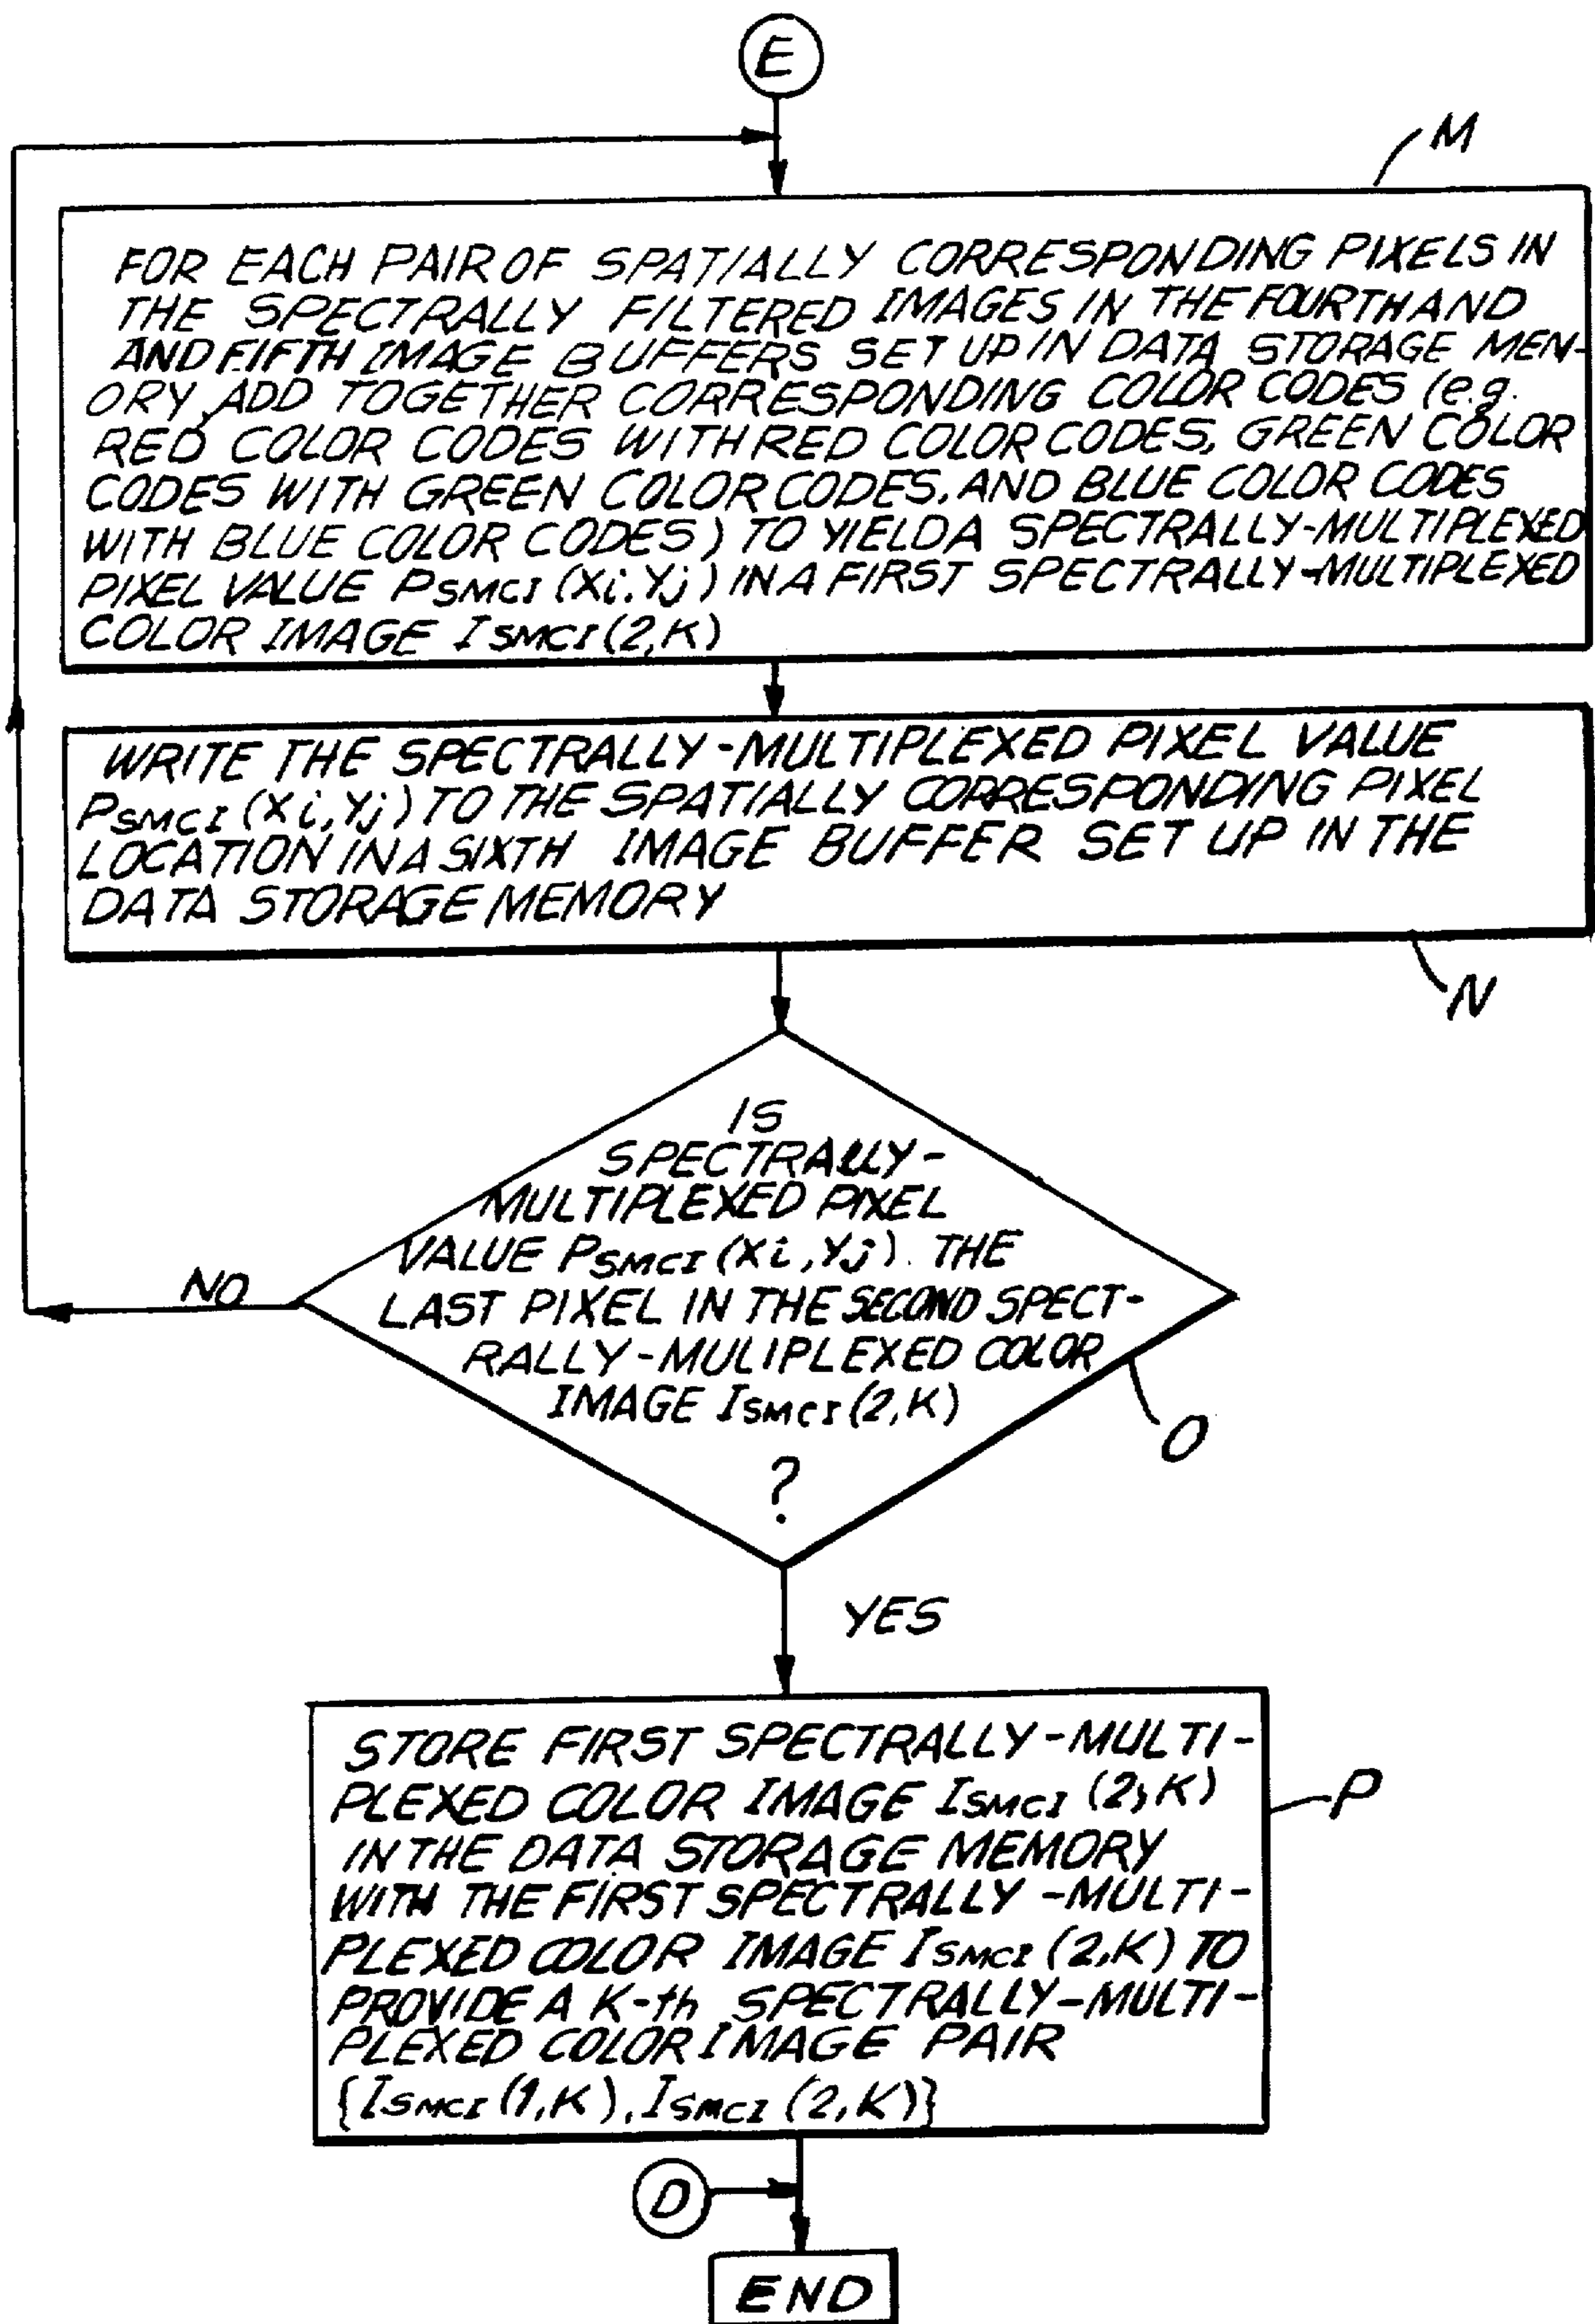 E
M
FOR EACH PAIR OF SPATIALLY CORRESPONDING PIXELS IN
THE SPECTRALLY FILTERED IMAGES IN THE FOURTH AND
AND FIFTH IMAGE BUFFERS SET UP IN DATA STORAGE MEN-
ORY, ADD TOGETHER CORRESPONDING COLOR CODES (e.g.
RED COLOR CODES WITH RED COLOR CODES, GREEN COLOR
CODES WITH GREEN COLOR CODES, AND BLUE COLOR CODES
WITH BLUE COLOR CODES) TO YIELD A SPECTRALLY-MULTIPLEXED
PIXEL VALUE PSMCI (Xi, Yj) IN A FIRST SPECTRALLY-MULTIPLEXED
COLOR IMAGE ISMCI (2,K)
WRITE THE SPECTRALLY-MULTIPLEXED PIXEL VALUE
PSMCI (Xi, Yj) TO THE SPATIALLY CORRESPONDING PIXEL
LOCATION IN A SIXTH IMAGE BUFFER SET UP IN THE
DATA STORAGE MEMORY
N
IS
SPECTRALLY-
MULTIPLEXED PIXEL
VALUE PSMCI (Xi, Yj). THE
LAST PIXEL IN THE SECOND SPECT-
RALLY-MULIPLEXED COLOR
IMAGE ISMCI (2,K)
?
O
NO
YES
STORE FIRST SPECTRALLY-MULTI-
PLEXED COLOR IMAGE ISMCI (2,K)
IN THE DATA STORAGE MEMORY
WITH THE FIRST SPECTRALLY-MULTI-
PLEXED COLOR IMAGE ISMCI (2,K) TO
PROVIDE A K-th SPECTRALLY-MULTI-
PLEXED COLOR IMAGE PAIR
{ISMCI (1,K), ISMCI (2,K)}
P
D
END